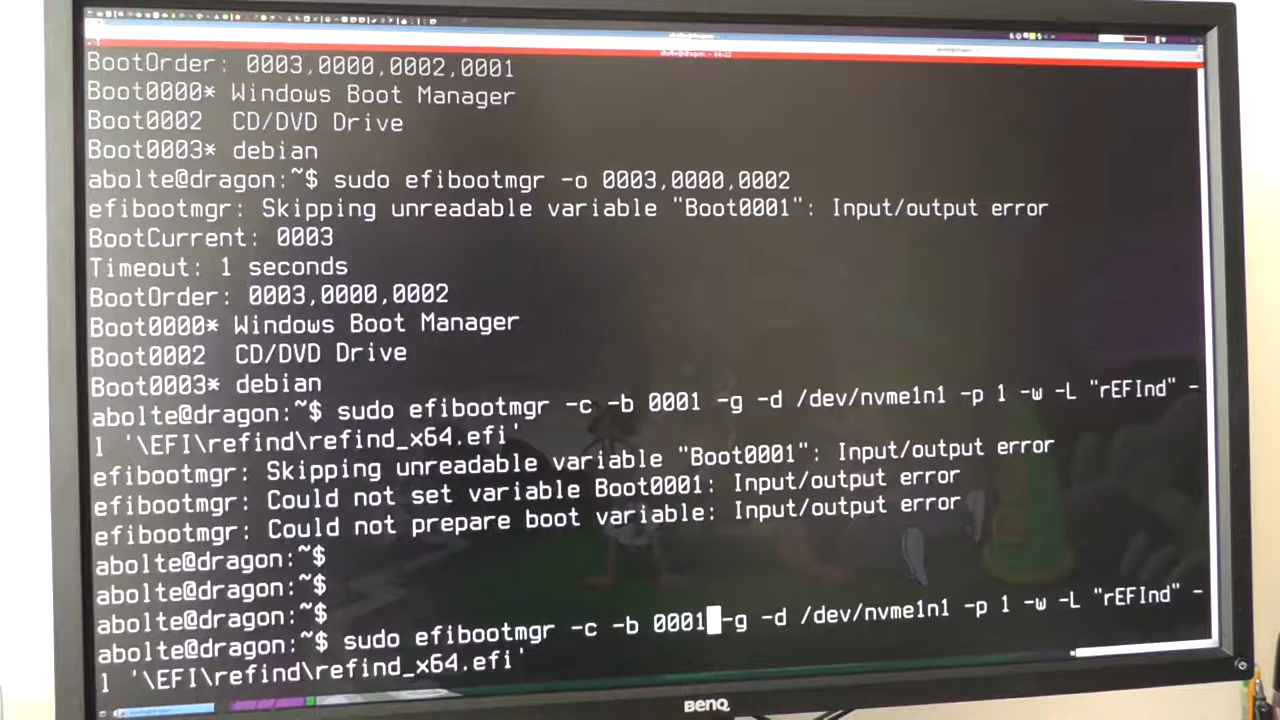 BootOrder: 0003,0000,0002,0001
Boot0000* Windows Boot Manager
Boot0002  CD/DVD Drive
Boot0003* debian
abolte@dragon:~$ sudo efibootmgr -o 0003,0000,0002
efibootmgr: Skipping unreadable variable "Boot0001": Input/output error
BootCurrent: 0003
Timeout: 1 seconds
BootOrder: 0003,0000,0002
Boot0000* Windows Boot Manager
Boot0002  CD/DVD Drive
Boot0003* debian
abolte@dragon:~$ sudo efibootmgr -c -b 0001 -g -d /dev/nvme1n1 -p 1 -w -L "rEFInd" -
l '\EFI\refind\refind_x64.efi'
efibootmgr: Skipping unreadable variable "Boot0001": Input/output error
efibootmgr: Could not set variable Boot0001: Input/output error
efibootmgr: Could not prepare boot variable: Input/output error
abolte@dragon:~$
abolte@dragon:~$
abolte@dragon:~$
abolte@dragon:~$ sudo efibootmgr -c -b 0001 -g -d /dev/nvme1n1 -p 1 -w -L "rEFInd" -
l '\EFI\refind\refind_x64.efi'
BENQ